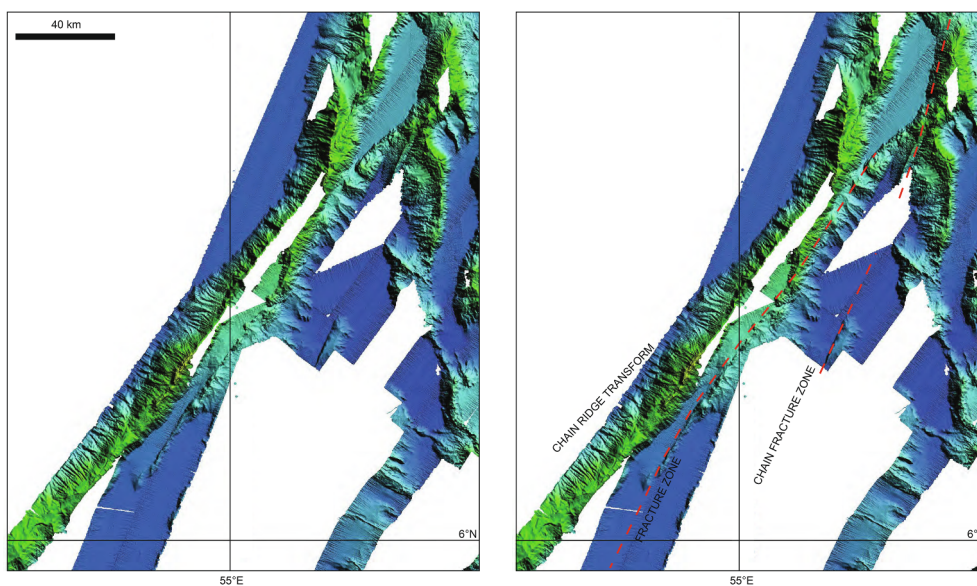 40 km
6°N
55°E
CHAIN RIDGE TRANSFORM
FRACTURE ZONE
CHAIN FRACTURE ZONE
6°
55°E